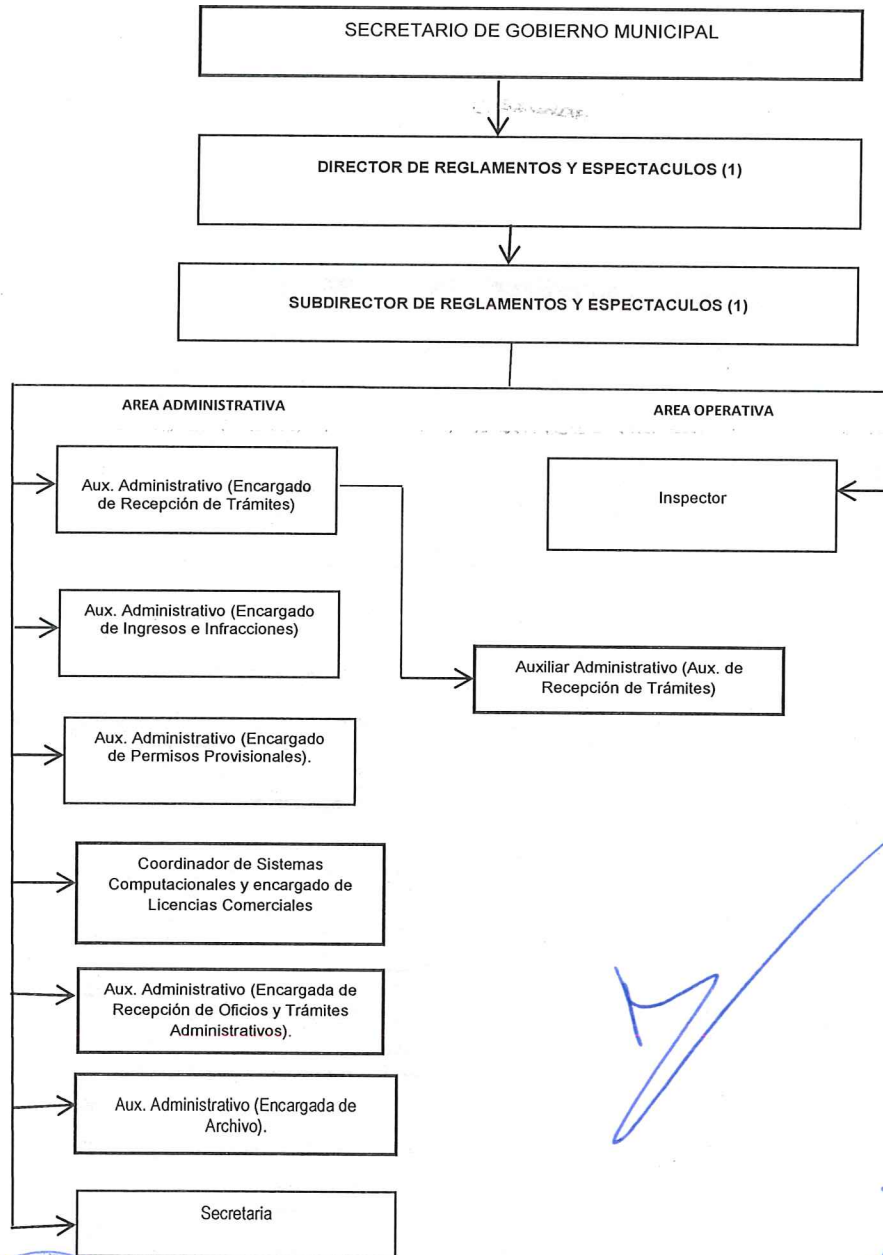 SECRETARIO DE GOBIERNO MUNICIPAL
DIRECTOR DE REGLAMENTOS Y ESPECTACULOS (1)
SUBDIRECTOR DE REGLAMENTOS Y ESPECTACULOS (1)
AREA ADMINISTRATIVA
AREA OPERATIVA
Aux. Administrativo (Encargado
de Recepción de Trámites)
Inspector
Aux. Administrativo (Encargado
de Ingresos e Infracciones)
Auxiliar Administrativo (Aux. de
Recepción de Trámites)
Aux. Administrativo (Encargado
de Permisos Provisionales).
Coordinador de Sistemas
Computacionales y encargado de
Licencias Comerciales
Aux. Administrativo (Encargada de
Recepción de Oficios y Trámites
Administrativos).
Aux. Administrativo (Encargada de
Archivo).
Secretaria